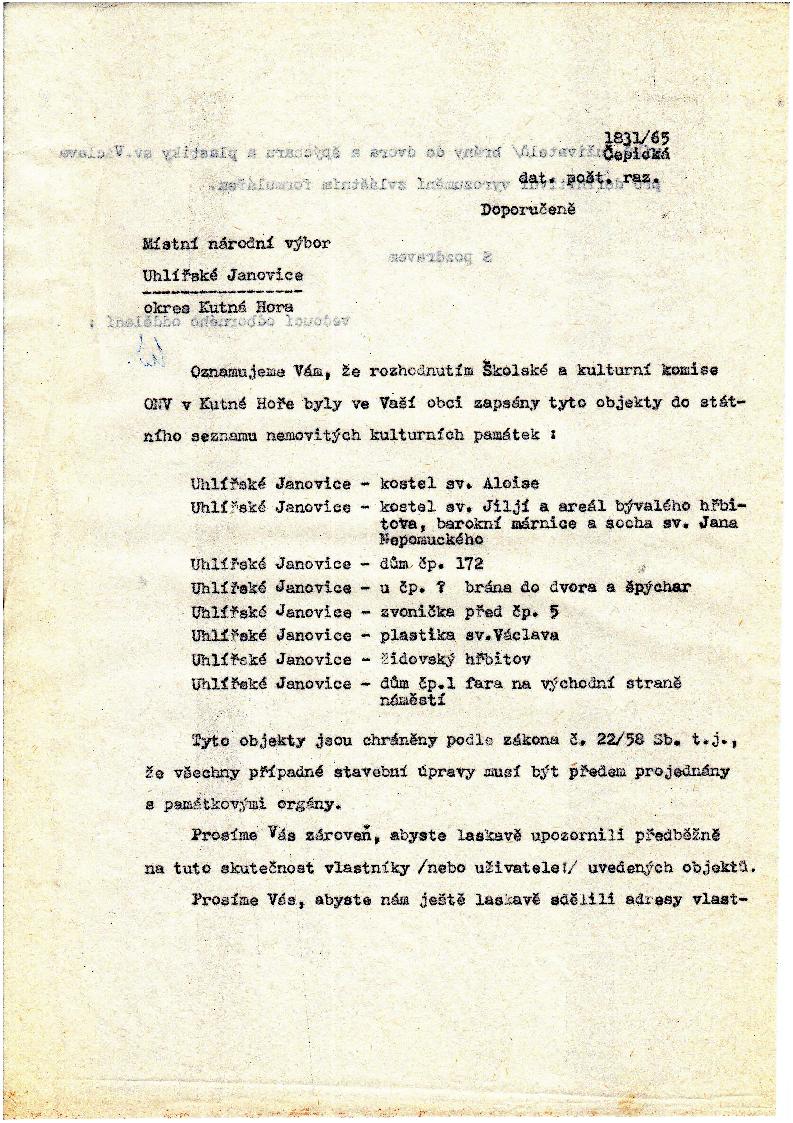 1831/65
Čepická
dat. pošt. raz.
Doporučeně
Místní národní výbor
Uhlířské Janovice
okres Kutná Hora
Oznamujeme Vám, že rozhodnutím Školské a kulturní komise
ONV v Kutné Hoře byly ve Vaší obci zapsány tyto objekty do stát-
ního seznamu nemovitých kulturních památek :
Uhlířské Janovice - kostel sv. Aloise
Uhlířské Janovice - kostel sv. Jiljí a areál bývalého hřbi-
tova, barokní márnice a socha sv. Jana
Nepomuckého
Uhlířské Janovice - dům čp. 172
Uhlířské Janovice - u čp. ? brána do dvora a špýchar
Uhlířské Janovice - zvonička před čp. 5
Uhlířské Janovice - plastika sv.Václava
Uhlířské Janovice - židovský hřbitov
Uhlířské Janovice - dům čp.1 fara na východní straně
náměstí
Tyto objekty jsou chráněny podle zákona č. 22/58 Sb. t.j.,
že všechny případné stavební úpravy musí být předem projednány
s památkovými orgány.
Prosíme Vás zároveň, abyste laskavě upozornili předběžně
na tuto skutečnost vlastníky /nebo uživatele!/ uvedených objektů.
Prosíme Vás, abyste nám ještě laskavě sdělili adresy vlast-